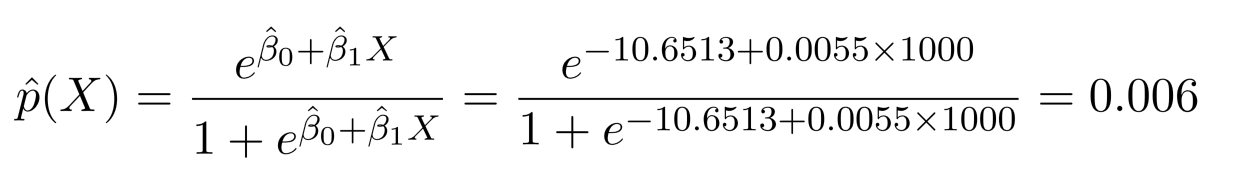 p̂(X) = e^{β̂₀+β̂₁X} / (1 + e^{β̂₀+β̂₁X}) = e^{−10.6513+0.0055×1000} / (1 + e^{−10.6513+0.0055×1000}) = 0.006